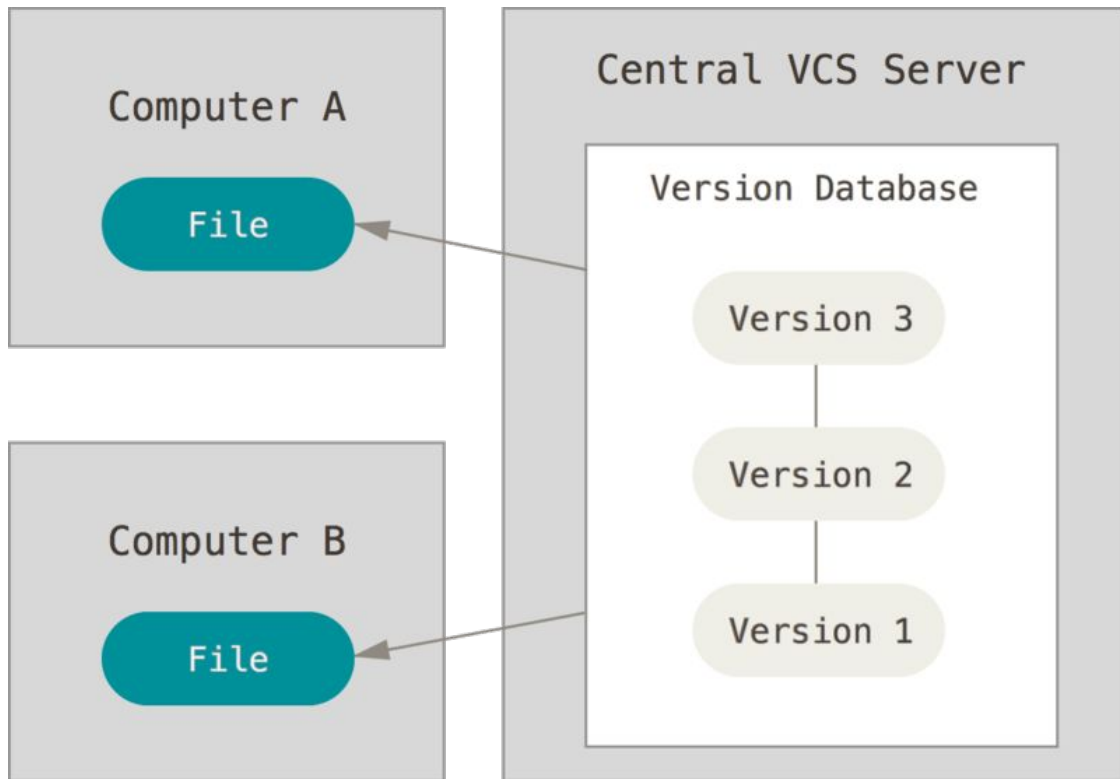 Computer A
File
Computer B
File
Central VCS Server
Version Database
Version 3
Version 2
Version 1